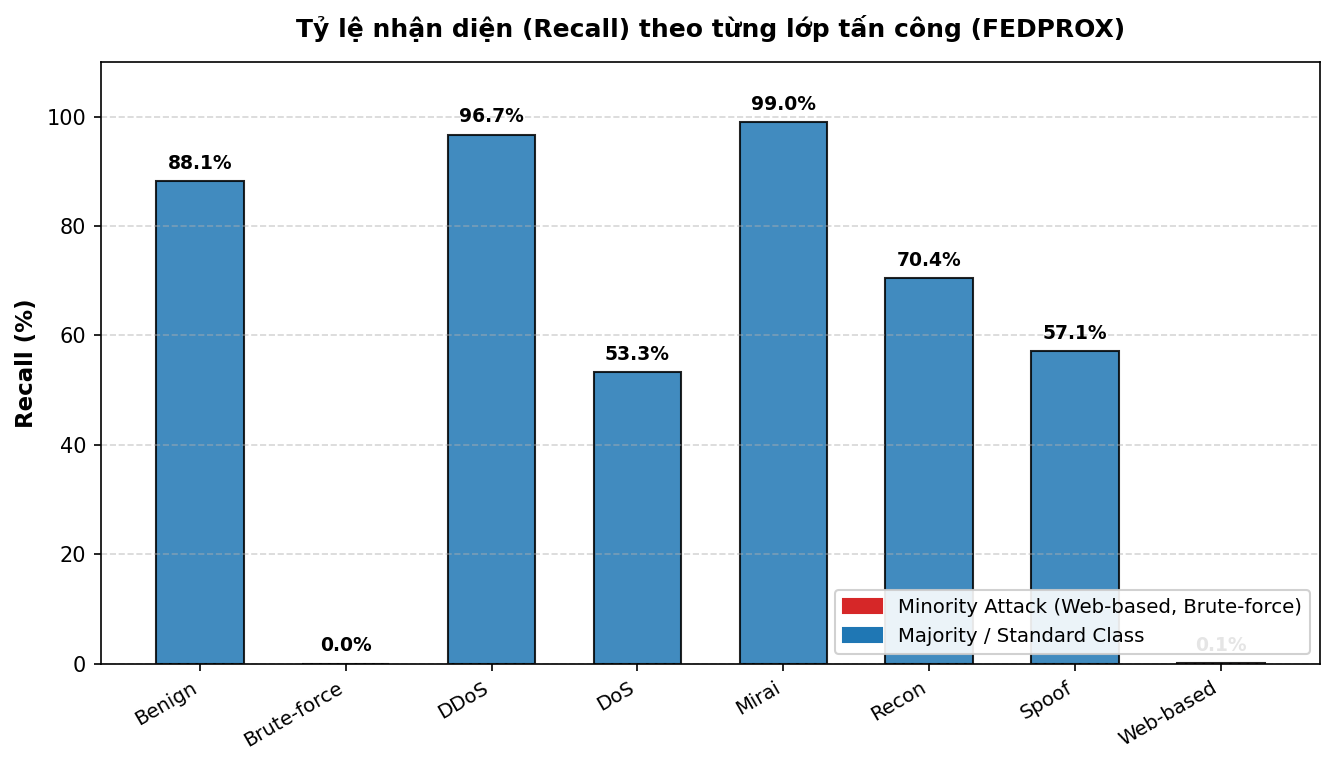 Tỷ lệ nhận diện (Recall) theo từng lớp tấn công (FEDPROX)
Recall (%)
100
80
60
40
20
0
88.1%
0.0%
96.7%
53.3%
99.0%
70.4%
57.1%
0.1%
Minority Attack (Web-based, Brute-force)
Majority / Standard Class
Benign
Brute-force
DDoS
DoS
Mirai
Recon
Spoof
Web-based